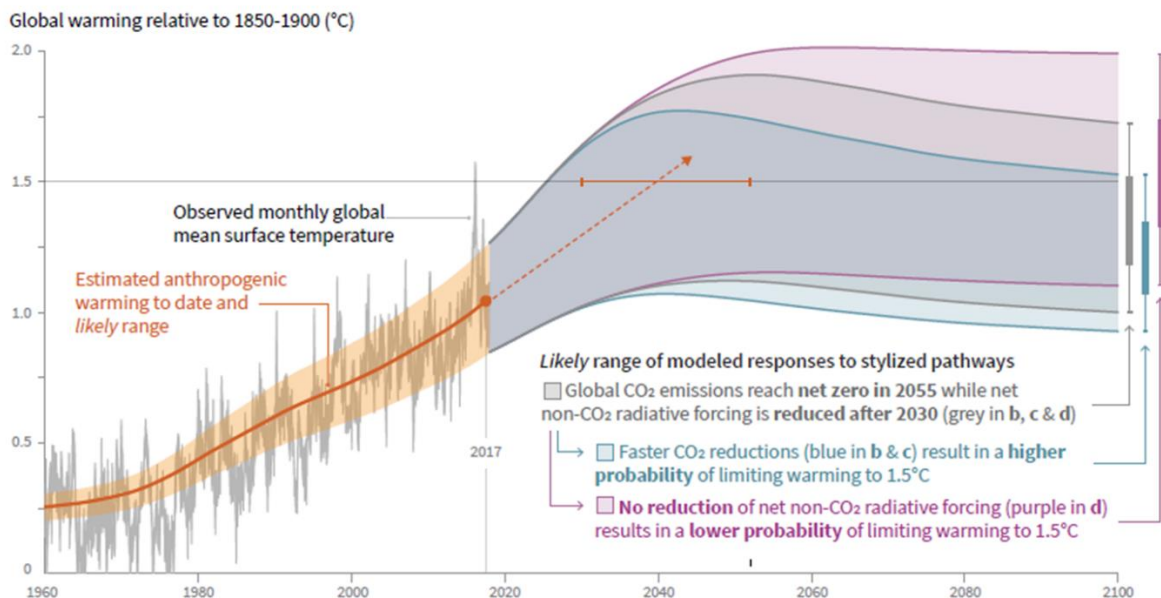 Global warming relative to 1850-1900 (°C)
2.0
1.5
1.0
0.5
0
Observed monthly global
mean surface temperature
Estimated anthropogenic
warming to date and
likely range
2017
Likely range of modeled responses to stylized pathways
Global CO₂ emissions reach net zero in 2055 while net
non-CO₂ radiative forcing is reduced after 2030 (grey in b, c & d)
Faster CO₂ reductions (blue in b & c) result in a higher
probability of limiting warming to 1.5°C
No reduction of net non-CO₂ radiative forcing (purple in d)
results in a lower probability of limiting warming to 1.5°C
1960 1980 2000 2020 2040 2060 2080 2100